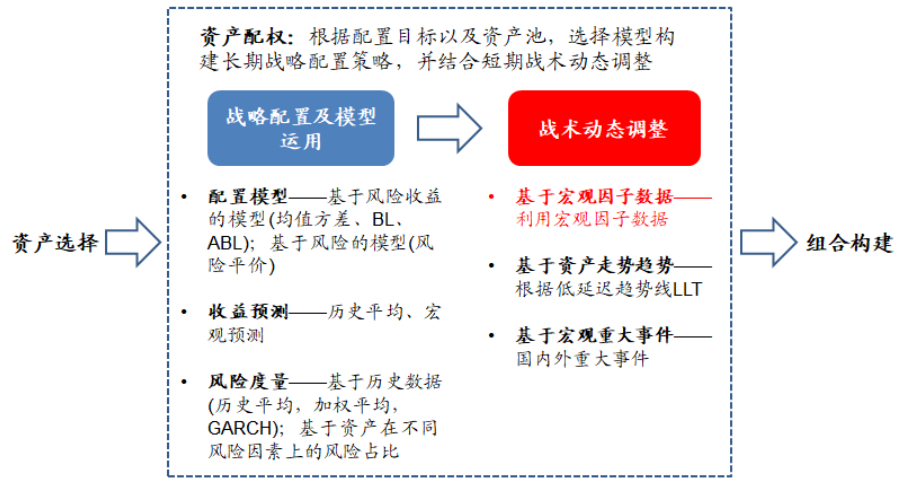 资产配权：根据配置目标以及资产池，选择模型构
建长期战略配置策略，并结合短期战术动态调整
战略配置及模型
运用
战术动态调整
• 配置模型——基于风险收益
的模型(均值方差、BL、
ABL)；基于风险的模型(风
险平价)
• 收益预测——历史平均、宏
观预测
• 风险度量——基于历史数据
(历史平均，加权平均，
GARCH)；基于资产在不同
风险因素上的风险占比
• 基于宏观因子数据——
利用宏观因子数据
• 基于资产走势趋势——
根据低延迟趋势线LLT
• 基于宏观重大事件——
国内外重大事件
资产选择
组合构建